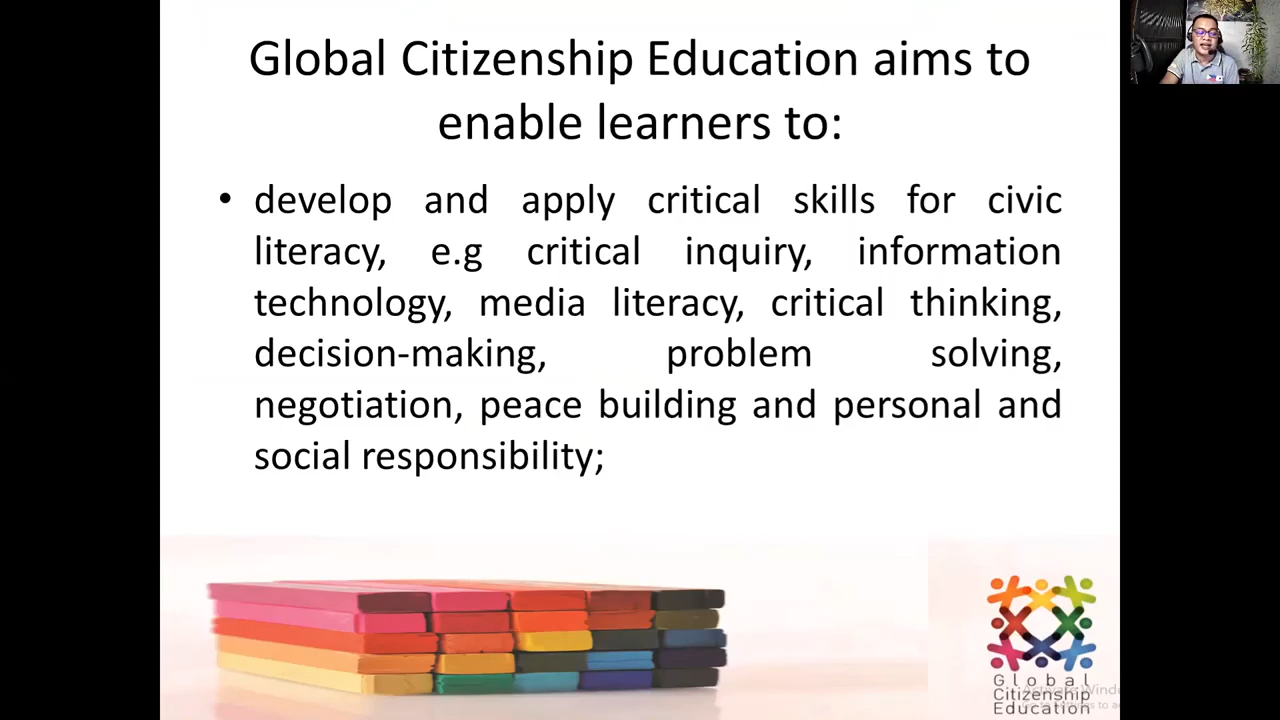 Global Citizenship Education aims to
enable learners to:
• develop and apply critical skills for civic
literacy, e.g critical inquiry, information
technology, media literacy, critical thinking,
decision-making, problem solving,
negotiation, peace building and personal and
social responsibility;
Global
Citizenship
Education